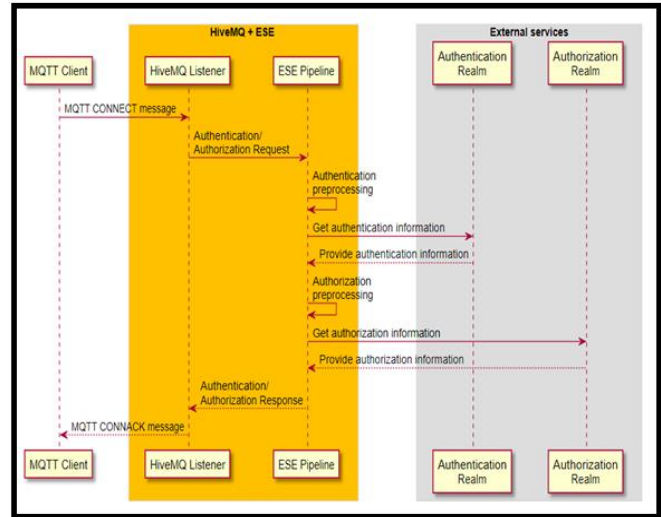 HiveMQ + ESE
External services
MQTT Client
HiveMQ Listener
ESE Pipeline
Authentication
Realm
Authorization
Realm
MQTT CONNECT message
Authentication/
Authorization Request
Authentication
preprocessing
Get authentication information
Provide authentication information
Authorization
preprocessing
Get authorization information
Provide authorization information
Authentication/
Authorization Response
MQTT CONNACK message
MQTT Client
HiveMQ Listener
ESE Pipeline
Authentication
Realm
Authorization
Realm